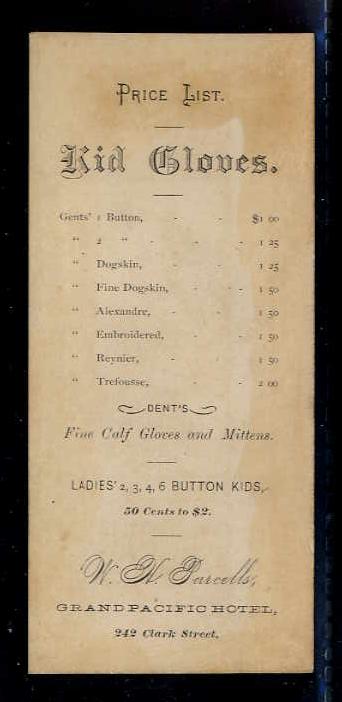 PRICE LIST.
Kid Gloves.
Gents' 1 Button, - - $1 00
" 2 " - - - 1 25
" Dogskin, - - 1 25
" Fine Dogskin, - - 1 50
" Alexandre, - - 1 50
" Embroidered, - - 1 50
" Reynier, - - 1 50
" Trefousse, - - 2 00
DENT'S
Fine Calf Gloves and Mittens.
LADIES' 2, 3, 4, 6 BUTTON KIDS,
50 Cents to $2.
W. N. Parcells,
GRAND PACIFIC HOTEL,
242 Clark Street.